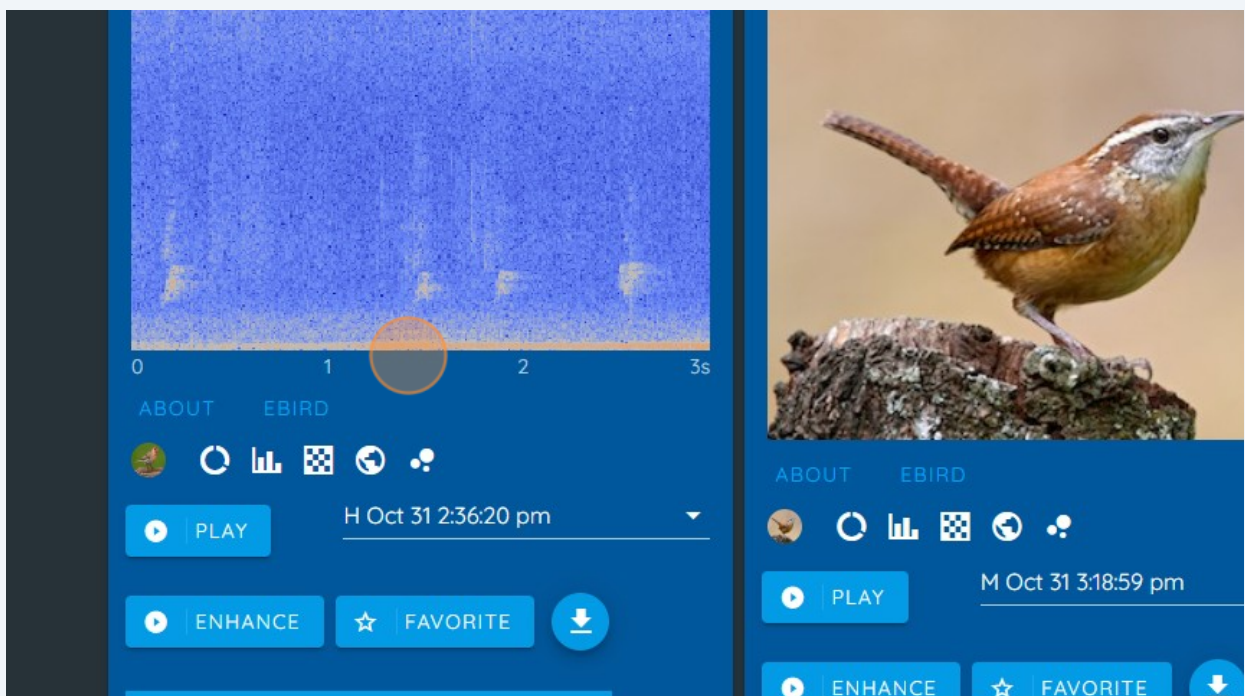 0 1 2 3s
ABOUT EBIRD
PLAY
H Oct 31 2:36:20 pm
ENHANCE
FAVORITE
ABOUT EBIRD
PLAY
M Oct 31 3:18:59 pm
ENHANCE
FAVORITE